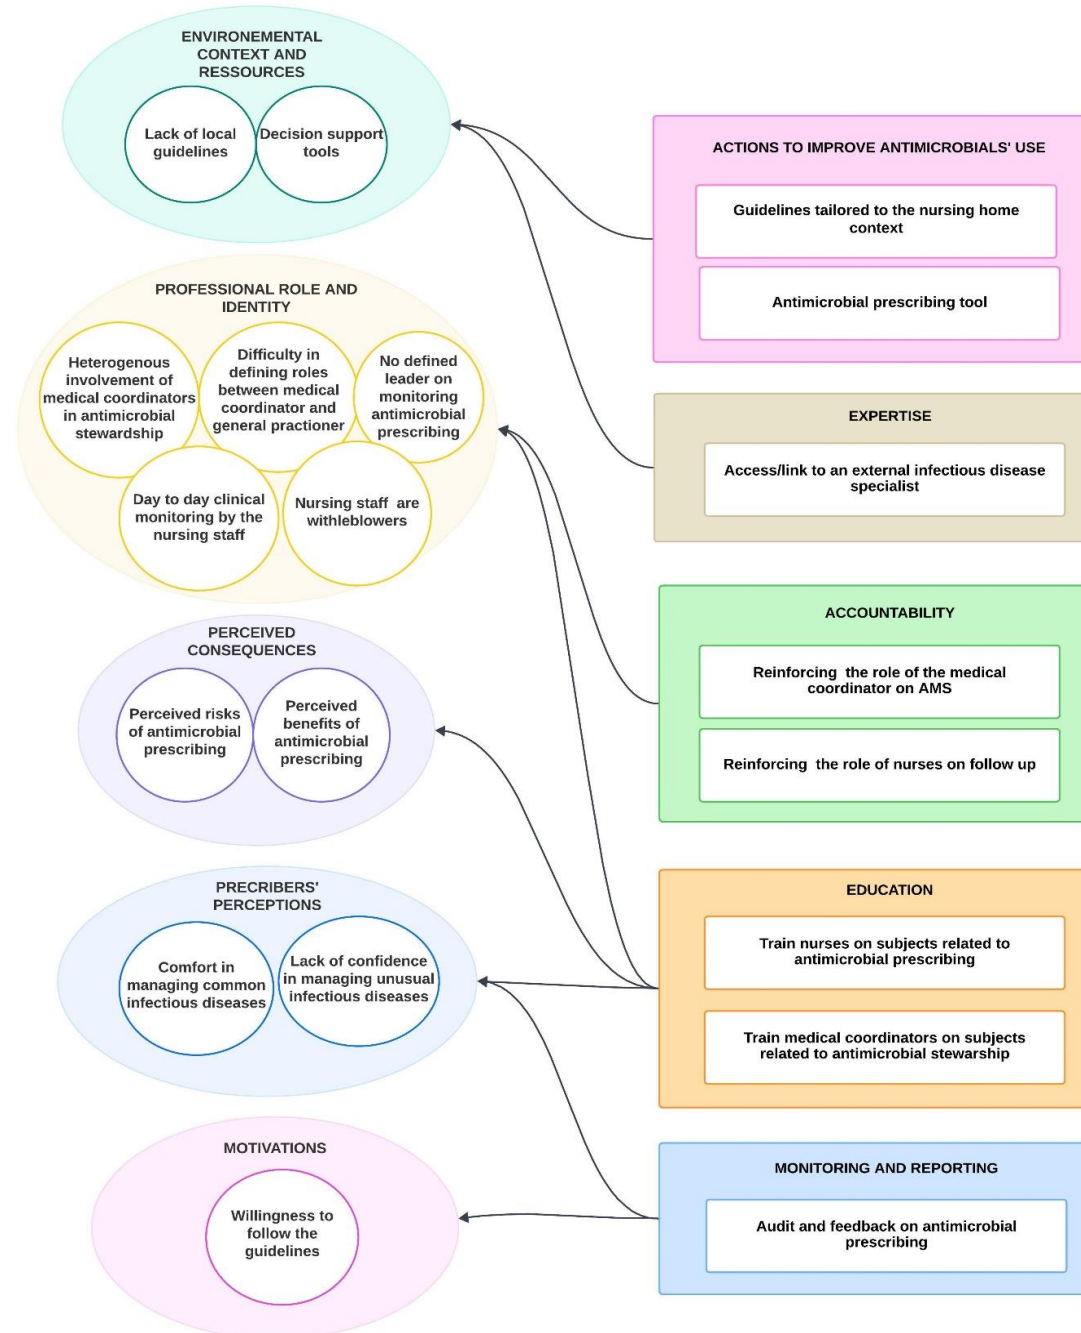 ENVIRONEMENTAL
CONTEXT AND
RESSOURCES
Lack of local
guidelines
Decision support
tools
PROFESSIONAL ROLE AND
IDENTITY
Heterogenous
involvement of
medical coordinators
in antimicrobial
stewardship
Difficulty in
defining roles
between medical
coordinator and
general practioner
No defined
leader on
monitoring
antimicrobial
prescribing
Day to day clinical
monitoring by the
nursing staff
Nursing staff are
withleblowers
PERCEIVED
CONSEQUENCES
Perceived risks
of antimicrobial
prescribing
Perceived
benefits of
antimicrobial
prescribing
PRECRIBERS'
PERCEPTIONS
Comfort in
managing common
infectious diseases
Lack of confidence
in managing unusual
infectious diseases
MOTIVATIONS
Willingness to
follow the
guidelines
ACTIONS TO IMPROVE ANTIMICROBIALS' USE
Guidelines tailored to the nursing home
context
Antimicrobial prescribing tool
EXPERTISE
Access/link to an external infectious disease
specialist
ACCOUNTABILITY
Reinforcing the role of the medical
coordinator on AMS
Reinforcing the role of nurses on follow up
EDUCATION
Train nurses on subjects related to
antimicrobial prescribing
Train medical coordinators on subjects
related to antimicrobial stewarship
MONITORING AND REPORTING
Audit and feedback on antimicrobial
prescribing